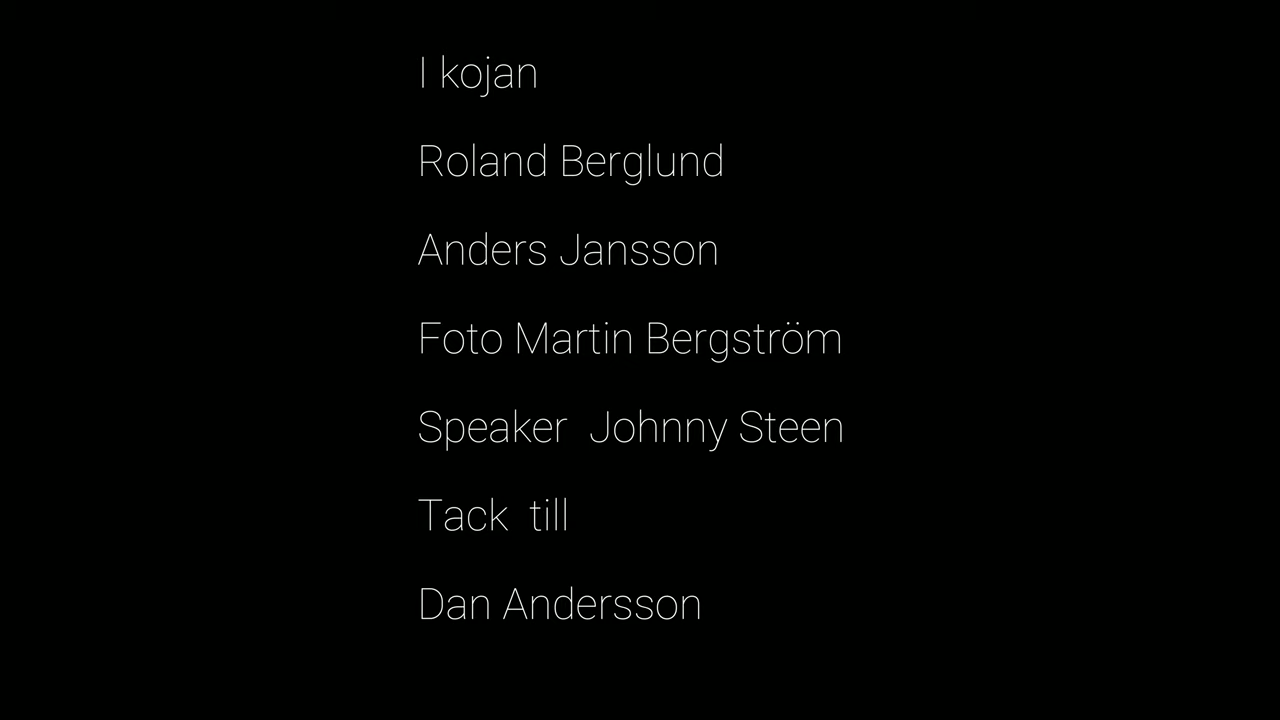 I kojan
Roland Berglund
Anders Jansson
Foto Martin Bergström
Speaker  Johnny Steen
Tack  till
Dan Andersson